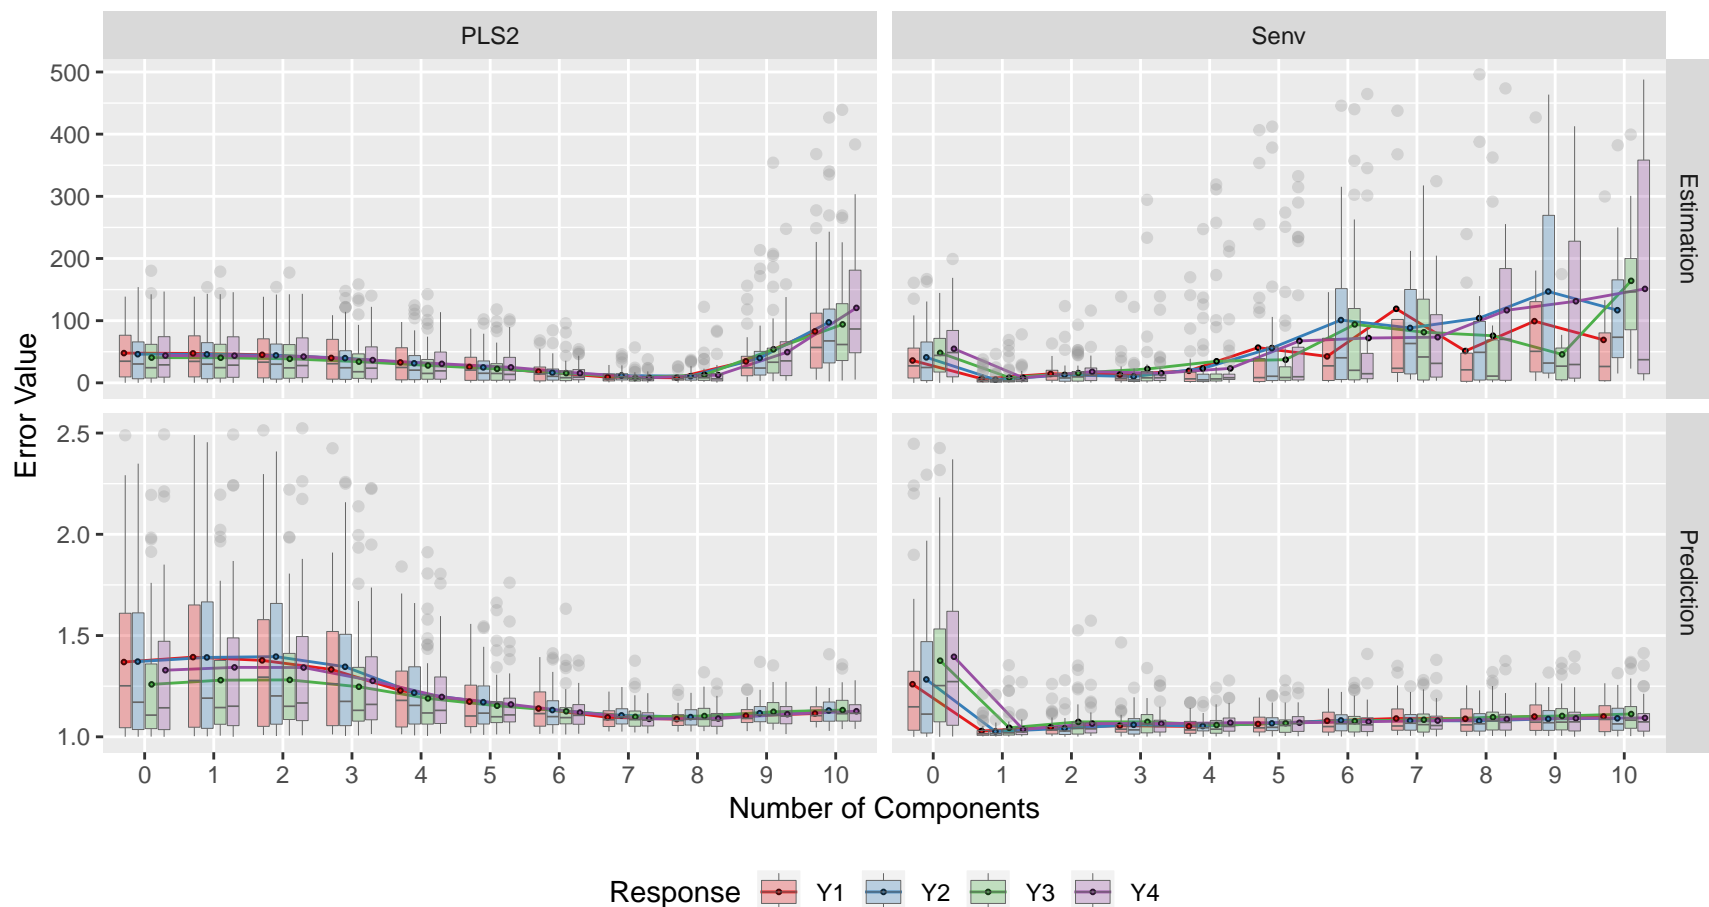 PLS2 Senv
500
400
300
200
100
0
Estimation
Error Value
2.5
2.0
1.5
1.0
Prediction
0 1 2 3 4 5 6 7 8 9 10 0 1 2 3 4 5 6 7 8 9 10
Number of Components
Response Y1 Y2 Y3 Y4